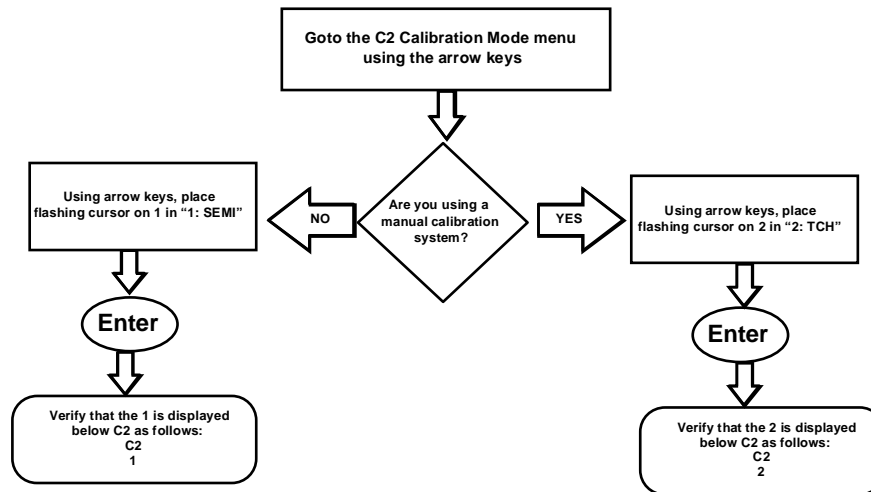 Goto the C2 Calibration Mode menu
using the arrow keys
Are you using a
manual calibration
system?
NO
YES
Using arrow keys, place
flashing cursor on 1 in “1: SEMI”
Enter
Verify that the 1 is displayed
below C2 as follows:
C2
1
Using arrow keys, place
flashing cursor on 2 in “2: TCH”
Enter
Verify that the 2 is displayed
below C2 as follows:
C2
2